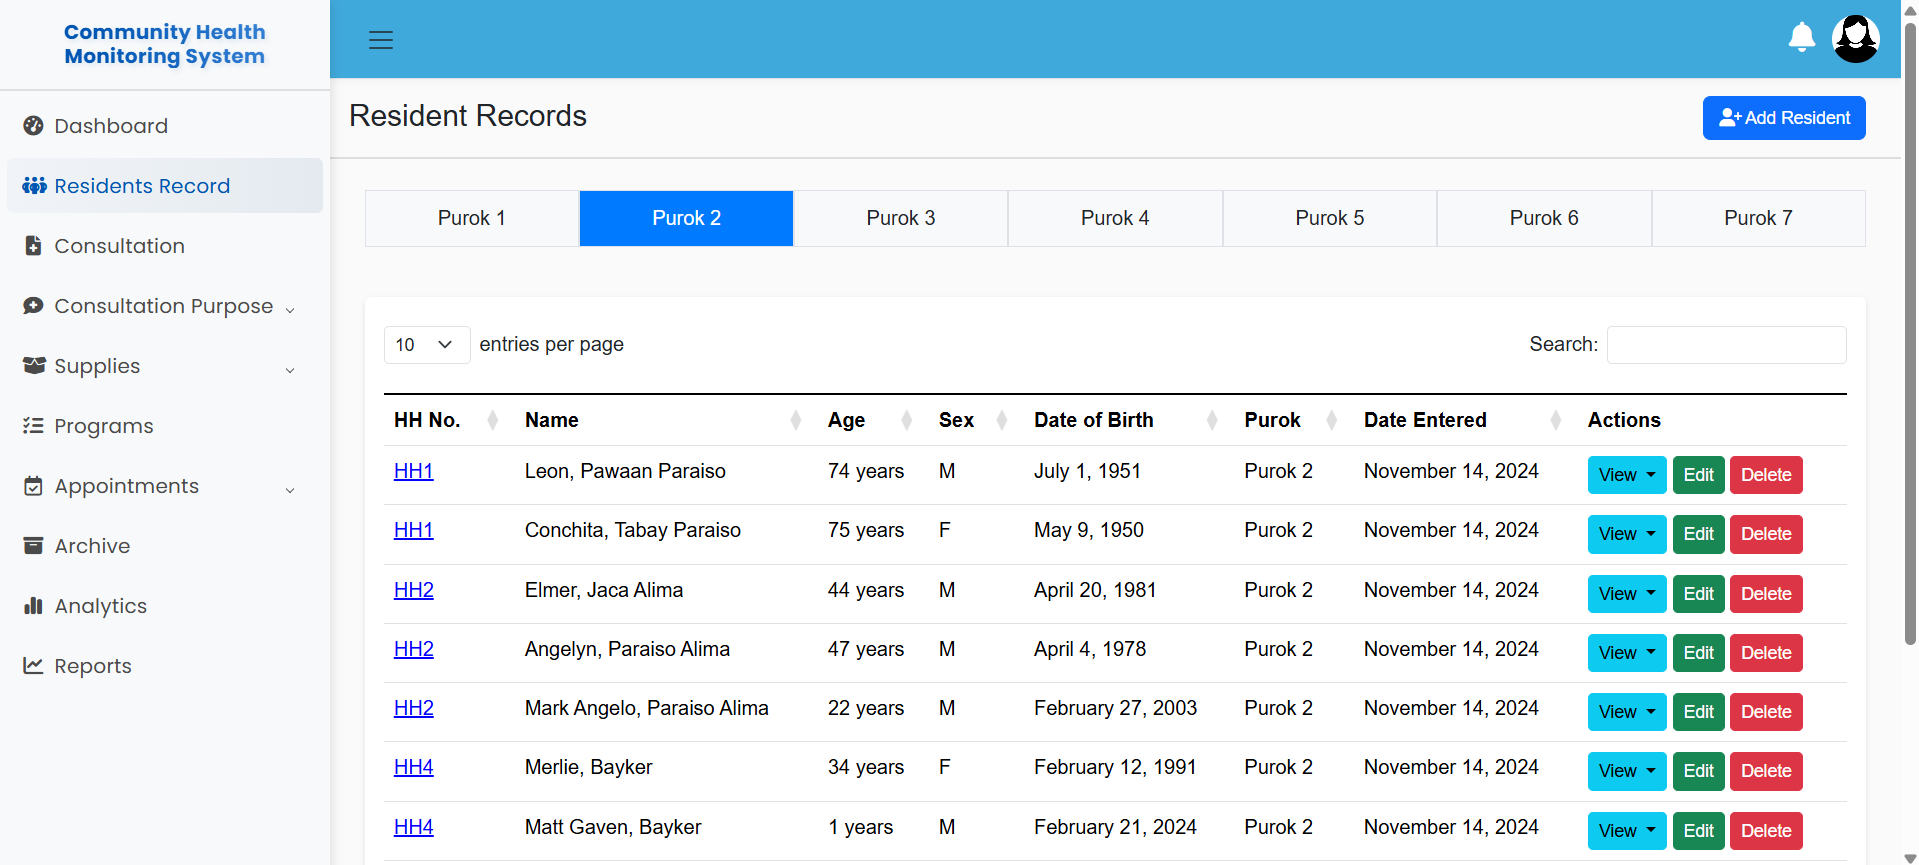 Community Health
Monitoring System
Dashboard
Residents Record
Consultation
Consultation Purpose
Supplies
Programs
Appointments
Archive
Analytics
Reports
Resident Records
Add Resident
Purok 1 Purok 2 Purok 3 Purok 4 Purok 5 Purok 6 Purok 7
10 entries per page Search:
HH No. Name Age Sex Date of Birth Purok Date Entered Actions
HH1 Leon, Pawaan Paraiso 74 years M July 1, 1951 Purok 2 November 14, 2024 View Edit Delete
HH1 Conchita, Tabay Paraiso 75 years F May 9, 1950 Purok 2 November 14, 2024 View Edit Delete
HH2 Elmer, Jaca Alima 44 years M April 20, 1981 Purok 2 November 14, 2024 View Edit Delete
HH2 Angelyn, Paraiso Alima 47 years M April 4, 1978 Purok 2 November 14, 2024 View Edit Delete
HH2 Mark Angelo, Paraiso Alima 22 years M February 27, 2003 Purok 2 November 14, 2024 View Edit Delete
HH4 Merlie, Bayker 34 years F February 12, 1991 Purok 2 November 14, 2024 View Edit Delete
HH4 Matt Gaven, Bayker 1 years M February 21, 2024 Purok 2 November 14, 2024 View Edit Delete